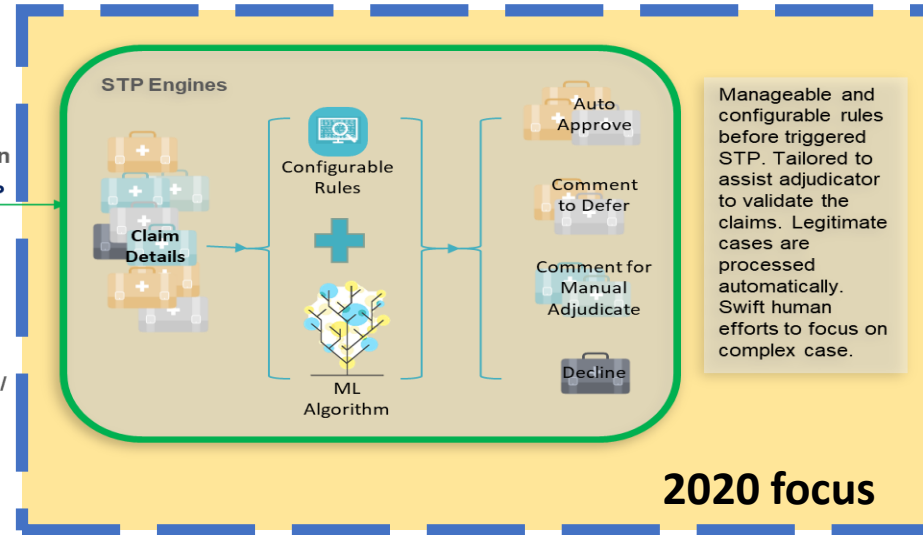 STP Engines
n
Claim
Details
Configurable
Rules
ML
Algorithm
Auto
Approve
Comment
to Defer
Comment for
Manual
Adjudicate
Decline
Manageable and
configurable rules
before triggered
STP. Tailored to
assist adjudicator
to validate the
claims. Legitimate
cases are
processed
automatically.
Swift human
efforts to focus on
complex case.
/
2020 focus